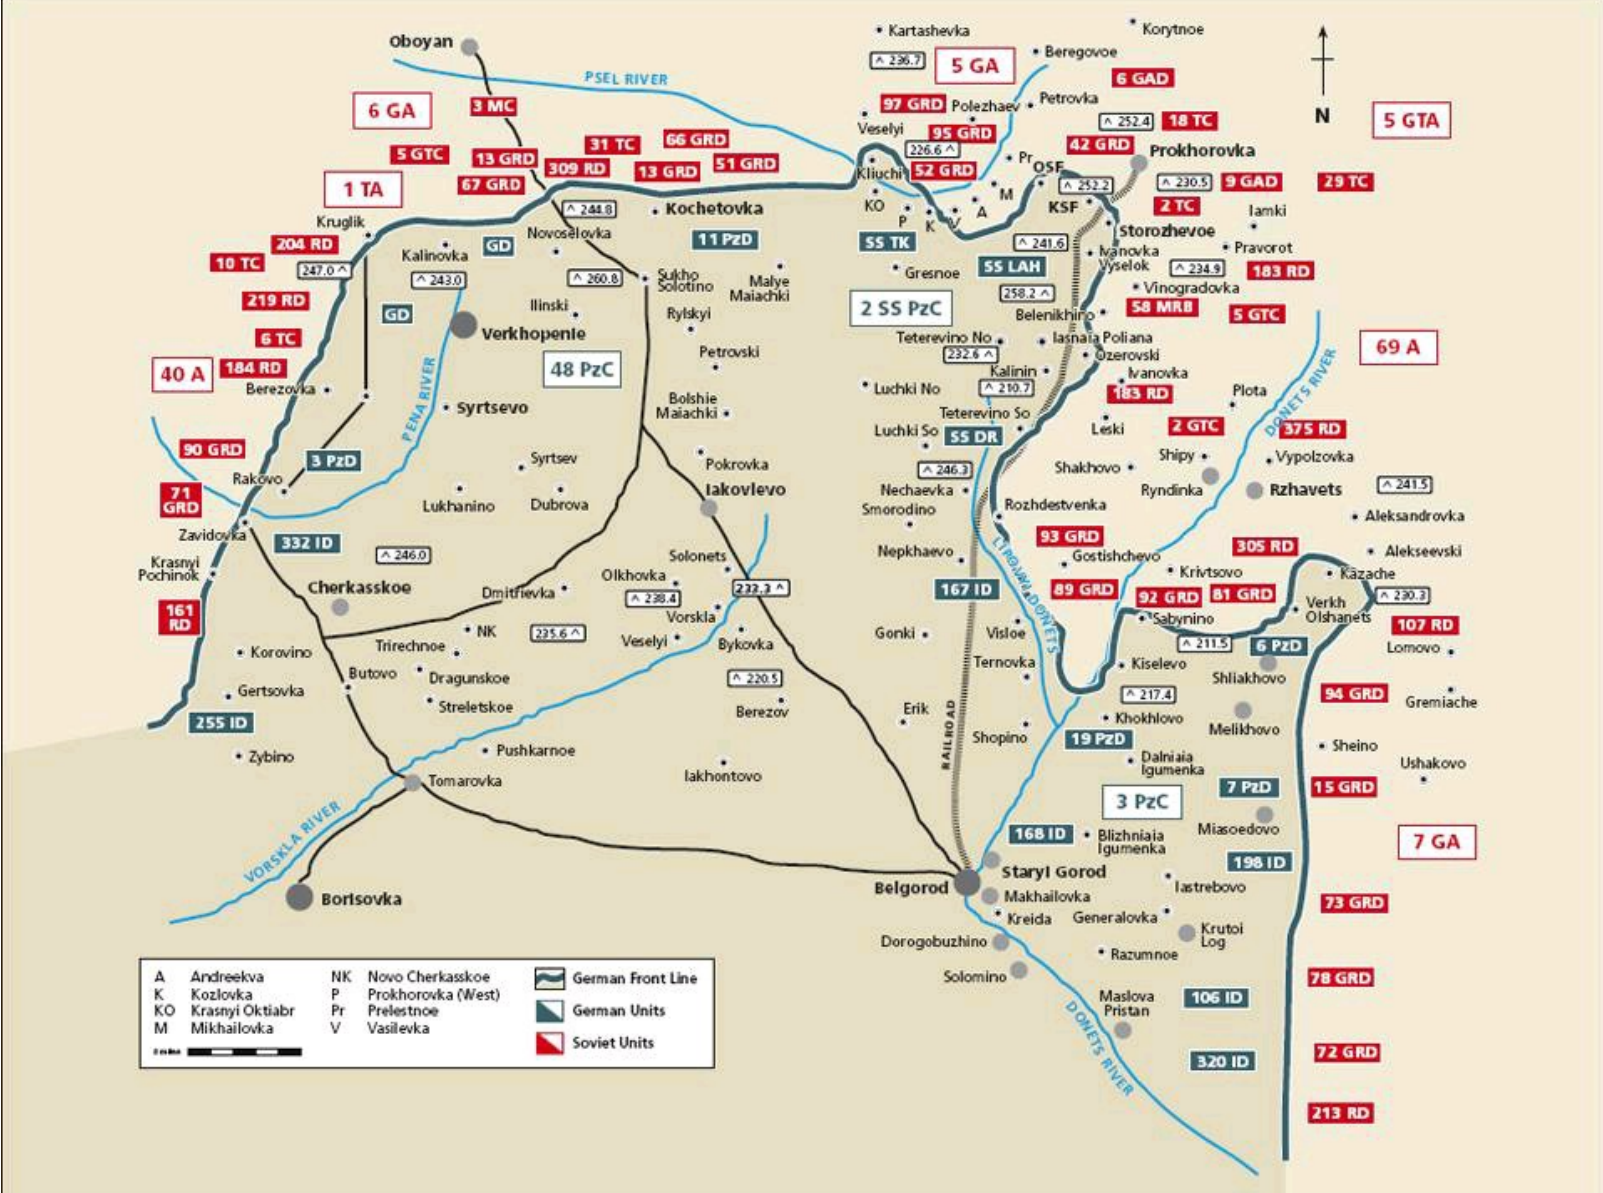 Kartashevka
Korytnoe
Oboyan
Beregovoe
^ 236.7
5 GA
6 GAD
PSEL RIVER
6 GA
3 MC
97 GRD
Polezhaev
Petrovka
5 GTA
N
^ 252.4
18 TC
Veselyi
95 GRD
66 GRD
31 TC
42 GRD
Prokhorovka
226.6 ^
5 GTC
13 GRD
309 RD
13 GRD
51 GRD
Kliuchi
52 GRD
Pr
OSF
1 TA
67 GRD
^ 252.2
^ 230.5
9 GAD
29 TC
M
KO
A
KSF
2 TC
^ 244.8
Kochetovka
P
K
V
Iamki
Kruglik
Storozhevoe
204 RD
GD
Novoselovka
11 PzD
SS TK
^ 241.6
Pravorot
Kalinovka
Ivanovka
Vyselok
10 TC
247.0 ^
^ 234.9
183 RD
^ 243.0
^ 260.8
Sukho
Solotino
Malye
Maiachki
Gresnoe
SS LAH
Vinogradovka
219 RD
258.2 ^
58 MRB
GD
Ilinski
2 SS PzC
Rylskyi
Belenikhino
5 GTC
Verkhopenie
6 TC
Teterevino No
Iasnaia Poliana
69 A
Petrovski
232.6 ^
Ozerovski
40 A
184 RD
48 PzC
Kalinin
Ivanovka
DONETS RIVER
Berezovka
Luchki No
^ 210.7
183 RD
Plota
PENA RIVER
Bolshie
Maiachki
Syrtsevo
Teterevino So
Leski
2 GTC
375 RD
Luchki So
SS DR
90 GRD
3 PzD
Syrtsev
Pokrovka
Shipy
Vypolzovka
Shakhovo
Rakovo
^ 246.3
71
GRD
Iakovlevo
Nechaevka
Ryndinka
Rzhavets
^ 241.5
Lukhanino
Dubrova
Smorodino
Rozhdestvenka
Aleksandrovka
Zavidovka
332 ID
93 GRD
305 RD
Krasnyi
Pochinok
^ 246.0
Solonets
Nepkhaevo
Gostishchevo
Alekseevski
Krivtsovo
Kazache
Cherkasskoe
Dmitrievka
Olkhovka
232.3 ^
167 ID
89 GRD
92 GRD
81 GRD
^ 230.3
^ 238.4
LIPOVYI DONETS
Verkh
Olshanets
161
RD
Vorskla
Sabynino
107 RD
NK
235.6 ^
Veselyi
Bykovka
Gonki
Visloe
^ 211.5
6 PzD
Korovino
Trirechnoe
Lomovo
Ternovka
Kiselevo
Butovo
Dragunskoe
^ 220.5
Shliakhovo
Gertsovka
^ 217.4
94 GRD
Streletskoe
Berezov
Erik
Gremiache
255 ID
Khokhlovo
RAILROAD
Melikhovo
Shopino
19 PzD
Zybino
Pushkarnoe
Sheino
Dalniaia
Igumenka
Ushakovo
Iakhontovo
Tomarovka
7 PzD
15 GRD
3 PzC
VORSKLA RIVER
168 ID
Blizhniaia
Igumenka
Miasoedovo
7 GA
198 ID
Staryi Gorod
Belgorod
Iastrebovo
Borisovka
Makhailovka
Kreida
Generalovka
73 GRD
Krutoi
Log
Dorogobuzhino
Razumnoe
Solomino
78 GRD
A Andreekva
K Kozlovka
KO Krasnyi Oktiabr
M Mikhailovka
NK Novo Cherkasskoe
P Prokhorovka (West)
Pr Prelestnoe
V Vasilevka
German Front Line
German Units
Soviet Units
Maslova
Pristan
106 ID
DONETS RIVER
72 GRD
320 ID
213 RD